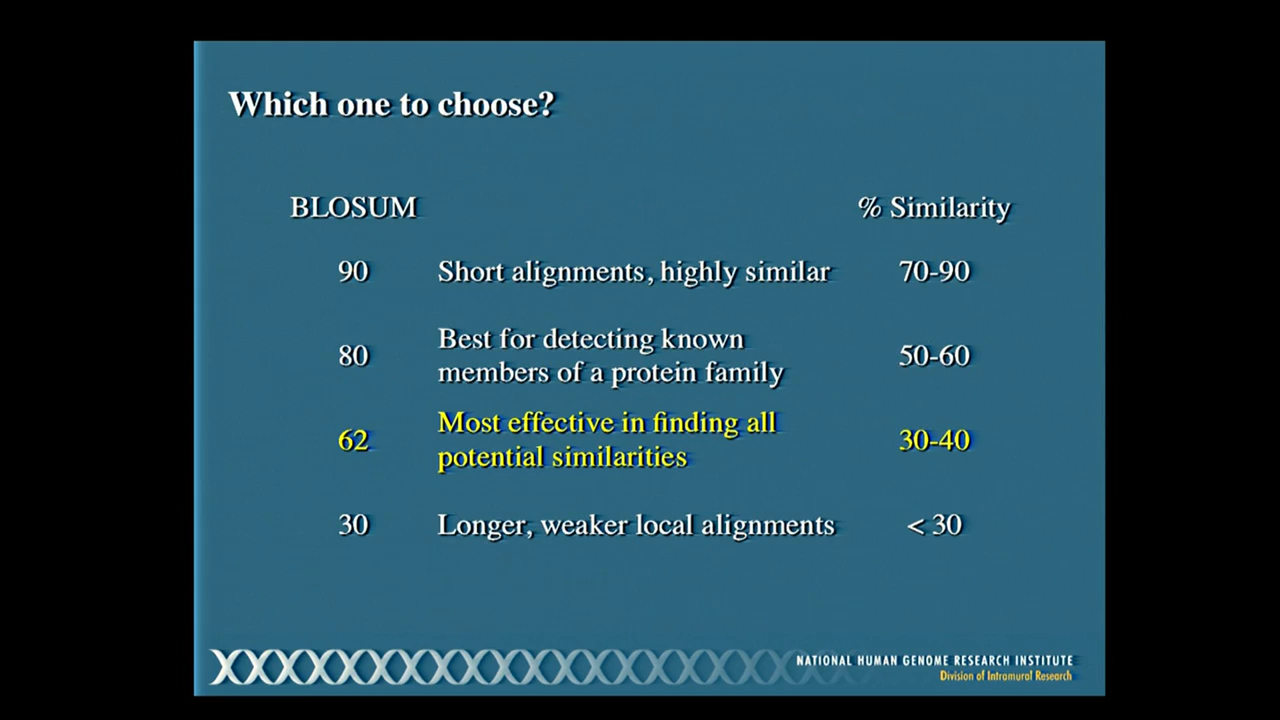 Which one to choose?
BLOSUM % Similarity
90 Short alignments, highly similar 70-90
Best for detecting known
80 members of a protein family 50-60
Most effective in finding all
62 potential similarities 30-40
30 Longer, weaker local alignments < 30
NATIONAL HUMAN GENOME RESEARCH INSTITUTE
Division of Intramural Research